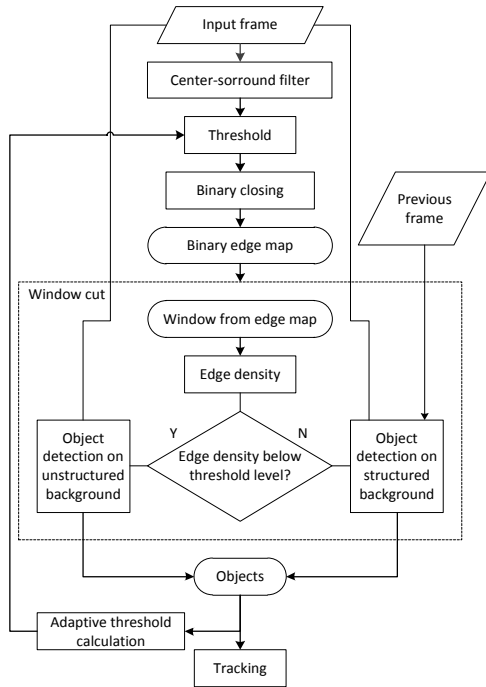 Input frame
Center-sorround filter
Threshold
Binary closing
Previous
frame
Binary edge map
Window cut
Window from edge map
Edge density
Y
N
Object
detection on
unstructured
background
Edge density below
threshold level?
Object
detection on
structured
background
Objects
Adaptive threshold
calculation
Tracking